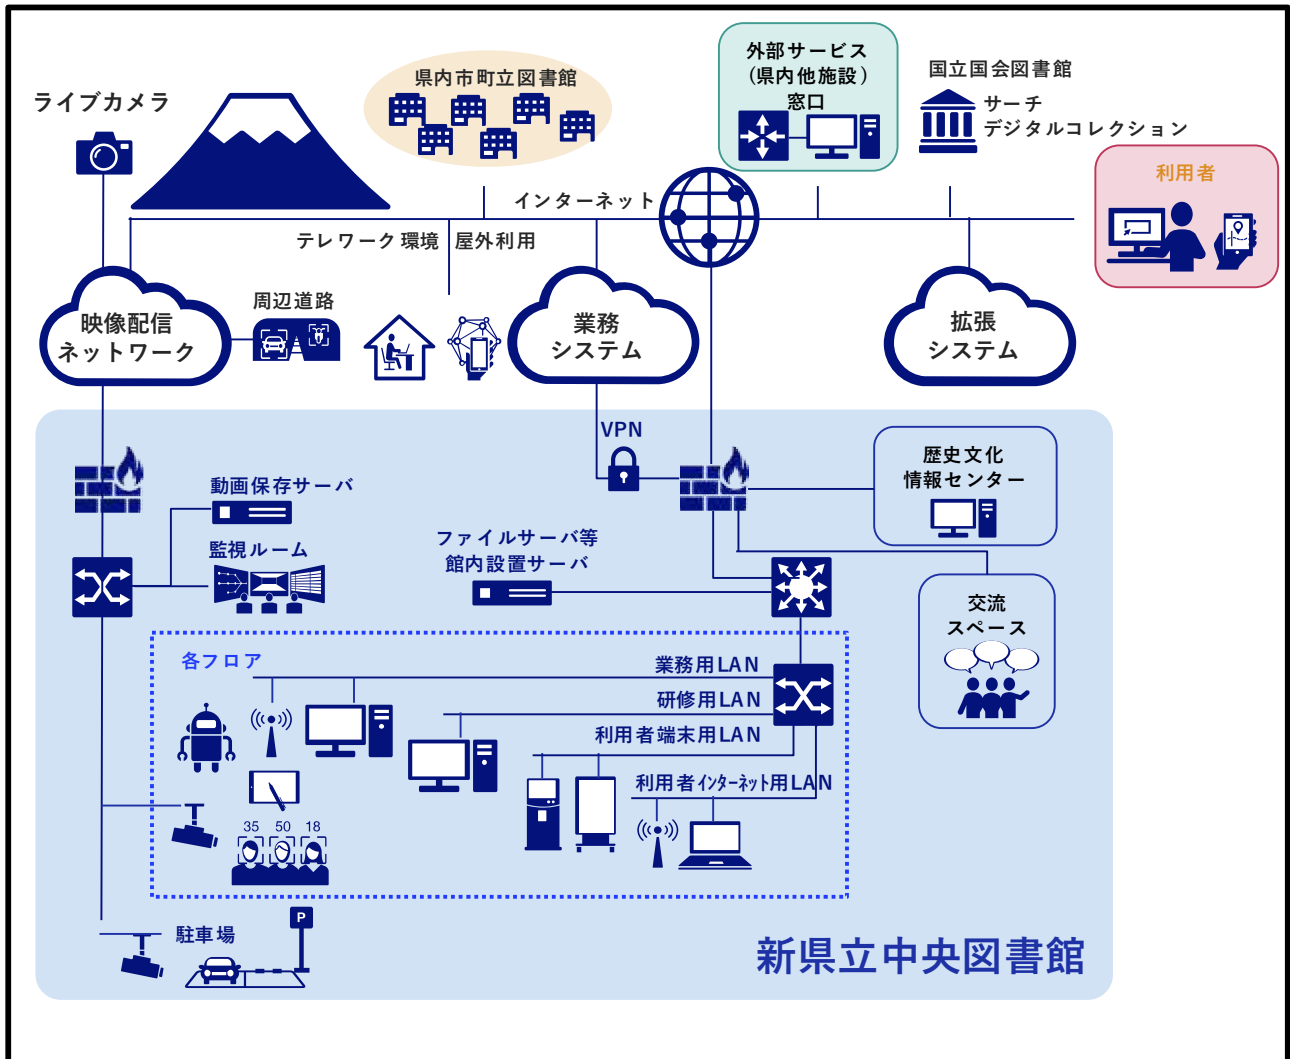 ライブカメラ
県内市町立図書館
外部サービス
（県内他施設）
窓口
国立国会図書館
サーチ
デジタルコレクション
利用者
インターネット
テレワーク環境
屋外利用
映像配信
ネットワーク
周辺道路
業務
システム
拡張
システム
VPN
歴史文化
情報センター
動画保存サーバ
監視ルーム
ファイルサーバ等
館内設置サーバ
交流
スペース
各フロア
業務用LAN
研修用LAN
利用者端末用LAN
利用者インターネット用LAN
35 50 18
駐車場
P
新県立中央図書館